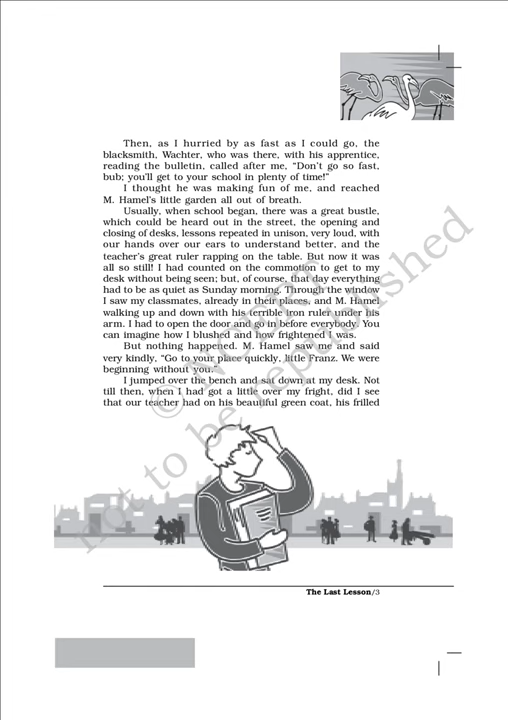 Then, as I hurried by as fast as I could go, the
blacksmith, Wachter, who was there, with his apprentice,
reading the bulletin, called after me, “Don’t go so fast,
bub; you’ll get to your school in plenty of time!”
I thought he was making fun of me, and reached
M. Hamel’s little garden all out of breath.
Usually, when school began, there was a great bustle,
which could be heard out in the street, the opening and
closing of desks, lessons repeated in unison, very loud, with
our hands over our ears to understand better, and the
teacher’s great ruler rapping on the table. But now it was
all so still! I had counted on the commotion to get to my
desk without being seen; but, of course, that day everything
had to be as quiet as Sunday morning. Through the window
I saw my classmates, already in their places, and M. Hamel
walking up and down with his terrible iron ruler under his
arm. I had to open the door and go in before everybody. You
can imagine how I blushed and how frightened I was.
But nothing happened. M. Hamel saw me and said
very kindly, “Go to your place quickly, little Franz. We were
beginning without you.”
I jumped over the bench and sat down at my desk. Not
till then, when I had got a little over my fright, did I see
that our teacher had on his beautiful green coat, his frilled
© NCERT
not to be republished
The Last Lesson/3